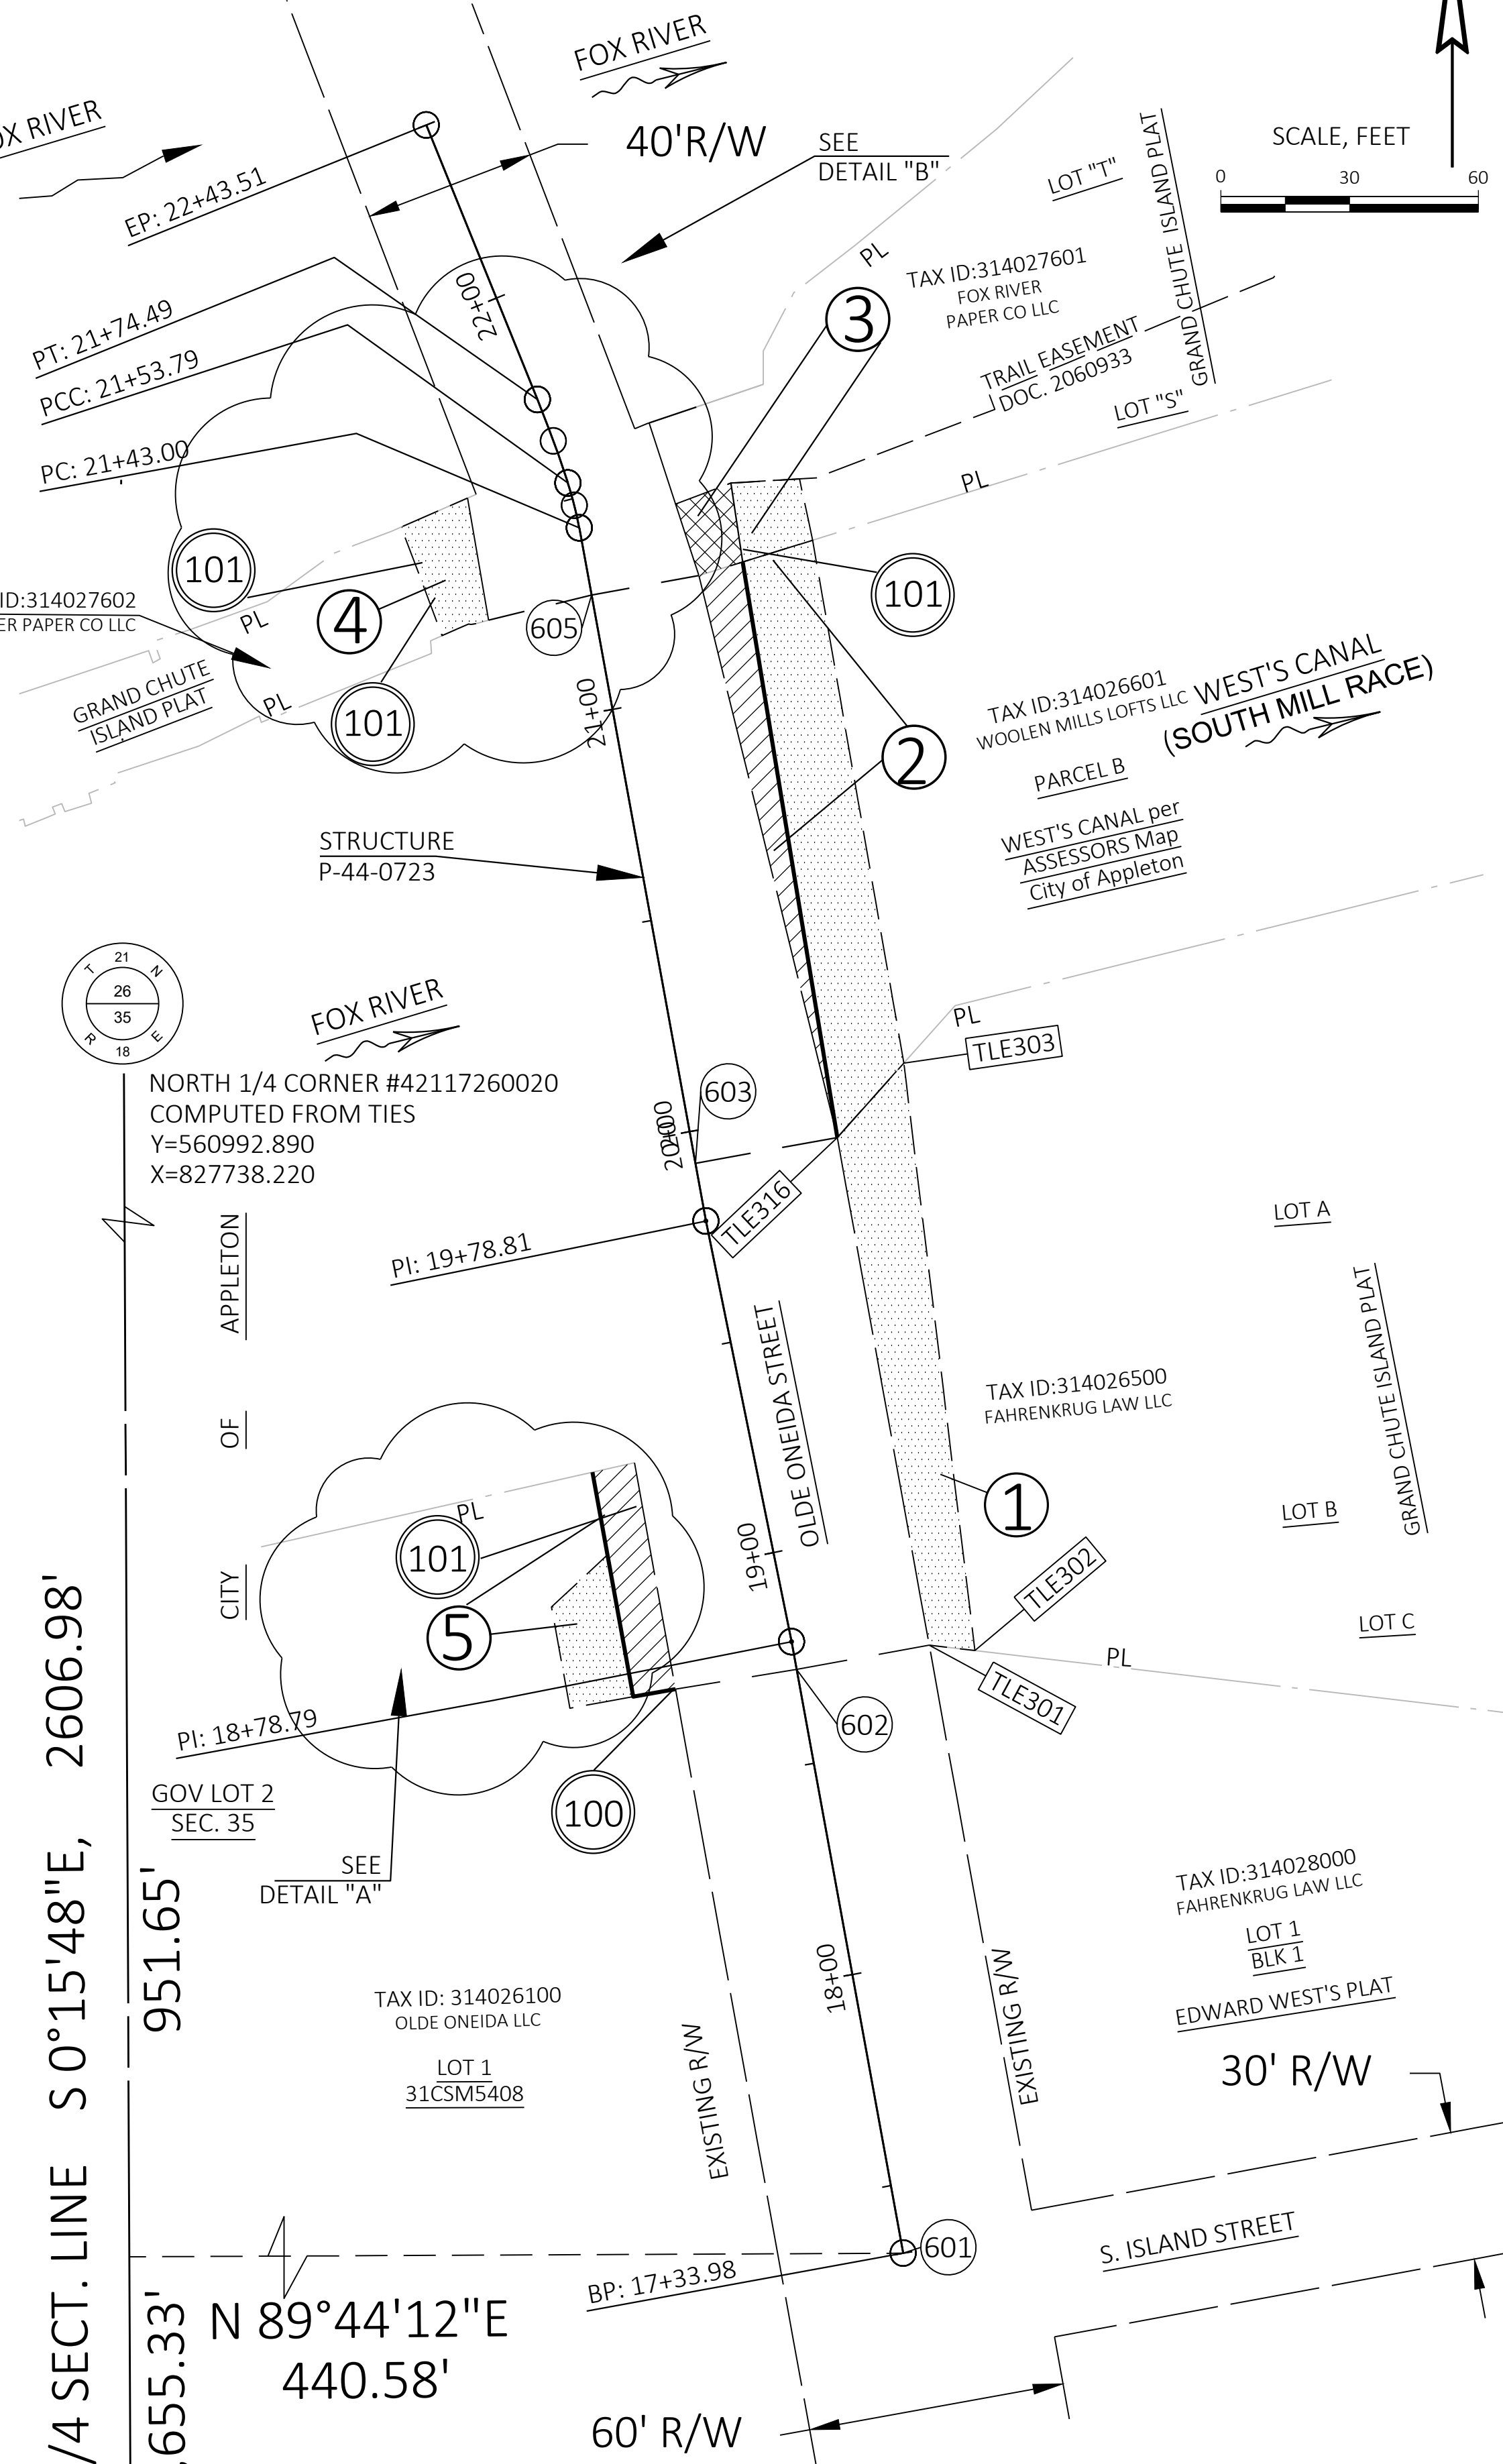 FOX RIVER
40'R/W
SEE
DETAIL "B"
SCALE, FEET
0 30 60
OX RIVER
EP: 22+43.51
PT: 21+74.49
PCC: 21+53.79
PC: 21+43.00
22+00
LOT "T"
GRAND CHUTE ISLAND PLAT
PL
TAX ID:314027601
FOX RIVER
PAPER CO LLC
3
TRAIL EASEMENT
DOC. 2060933
LOT "S"
PL
101
4
605
101
ID:314027602
ER PAPER CO LLC
PL
GRAND CHUTE
ISLAND PLAT
PL
101
21+00
2
TAX ID:314026601
WOOLEN MILLS LOFTS LLC
WEST'S CANAL
(SOUTH MILL RACE)
PARCEL B
WEST'S CANAL per
ASSESSORS Map
City of Appleton
STRUCTURE
P-44-0723
21
T N
26
35
R E
18
FOX RIVER
NORTH 1/4 CORNER #42117260020
COMPUTED FROM TIES
Y=560992.890
X=827738.220
PL
TLE303
603
20+00
TLE316
PI: 19+78.81
LOT A
CITY OF APPLETON
OLDE ONEIDA STREET
TAX ID:314026500
FAHRENKRUG LAW LLC
GRAND CHUTE ISLAND PLAT
1
LOT B
PL
101
5
19+00
TLE302
LOT C
PL
TLE301
602
PI: 18+78.79
100
GOV LOT 2
SEC. 35
SEE
DETAIL "A"
/4 SECT. LINE S 0°15'48"E, 2606.98'
951.65'
,655.33'
TAX ID:314028000
FAHRENKRUG LAW LLC
LOT 1
BLK 1
EDWARD WEST'S PLAT
18+00
TAX ID: 314026100
OLDE ONEIDA LLC
LOT 1
31CSM5408
EXISTING R/W
EXISTING R/W
30' R/W
S. ISLAND STREET
601
BP: 17+33.98
N 89°44'12"E
440.58'
60' R/W